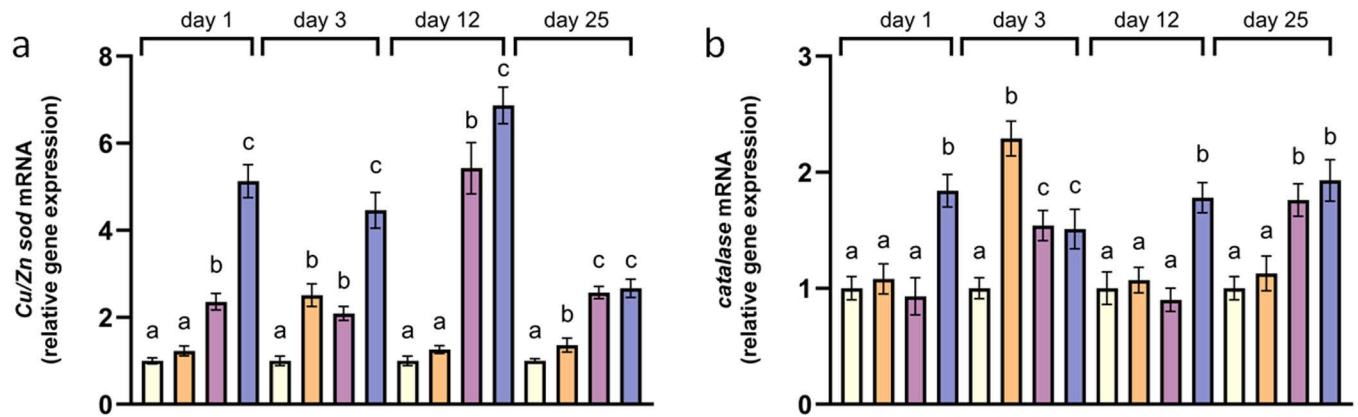 a
day 1 day 3 day 12 day 25
Cu/Zn sod mRNA
(relative gene expression)
8
6
4
2
0
a a b c a b b c a a b c a b c c
b
day 1 day 3 day 12 day 25
catalase mRNA
(relative gene expression)
3
2
1
0
a a a b a b c c a a a b a a b b